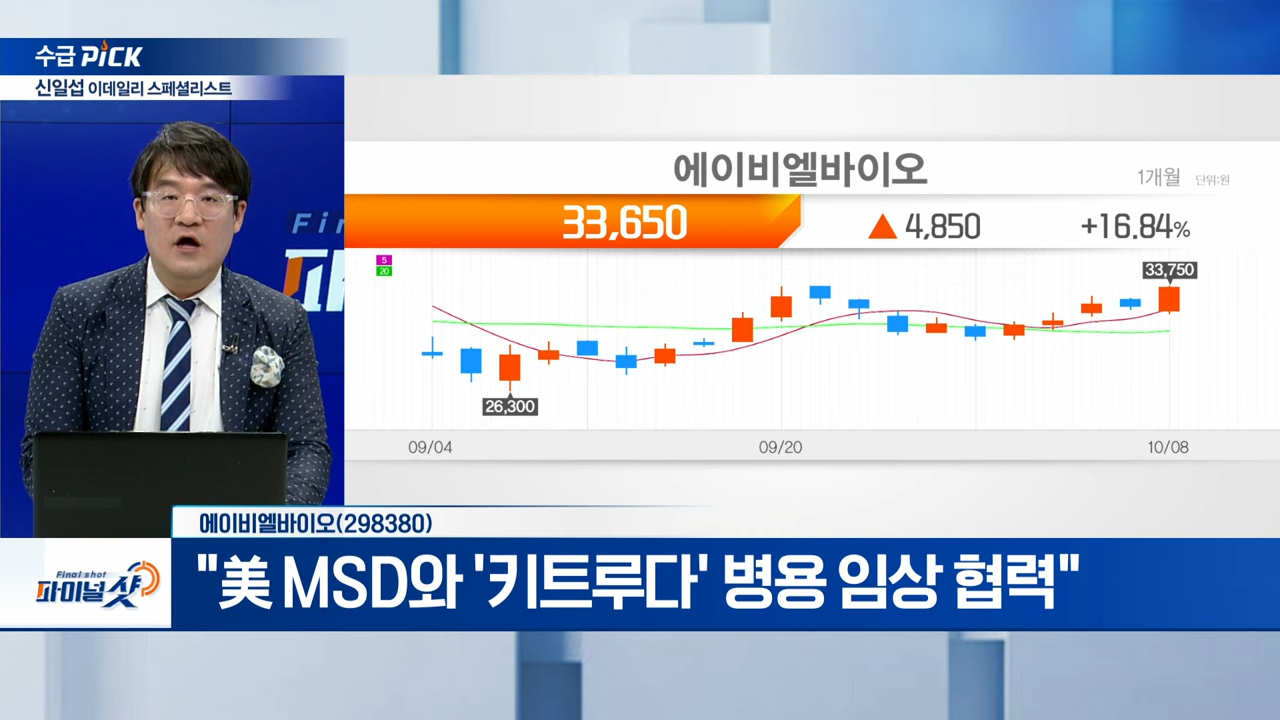 수급 PICK
신일섭 이데일리 스페셜리스트
에이비엘바이오
1개월 단위:원
33,650 ▲ 4,850 +16.84%
5
20
33,750
26,300
09/04 09/20 10/08
Fin
에이비엘바이오(298380)
Final shot
파이널샷
"美 MSD와 '키트루다' 병용 임상 협력"